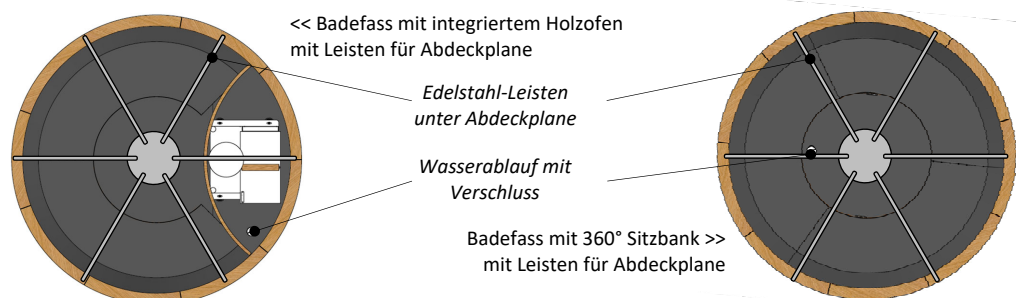 << Badefass mit integriertem Holzofen
mit Leisten für Abdeckplane
Edelstahl-Leisten
unter Abdeckplane
Wasserablauf mit
Verschluss
Badefass mit 360° Sitzbank >>
mit Leisten für Abdeckplane